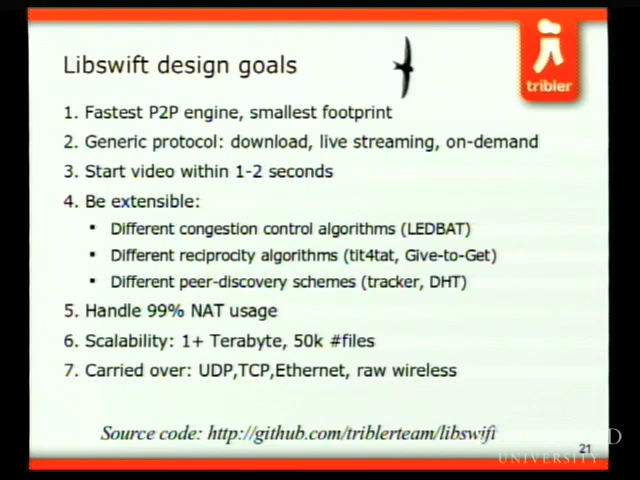 Libswift design goals
tribler
1. Fastest P2P engine, smallest footprint
2. Generic protocol: download, live streaming, on-demand
3. Start video within 1-2 seconds
4. Be extensible:
▪ Different congestion control algorithms (LEDBAT)
▪ Different reciprocity algorithms (tit4tat, Give-to-Get)
▪ Different peer-discovery schemes (tracker, DHT)
5. Handle 99% NAT usage
6. Scalability: 1+ Terabyte, 50k #files
7. Carried over: UDP,TCP,Ethernet, raw wireless
Source code: http://github.com/triblerteam/libswift
21
UNIVERSITY